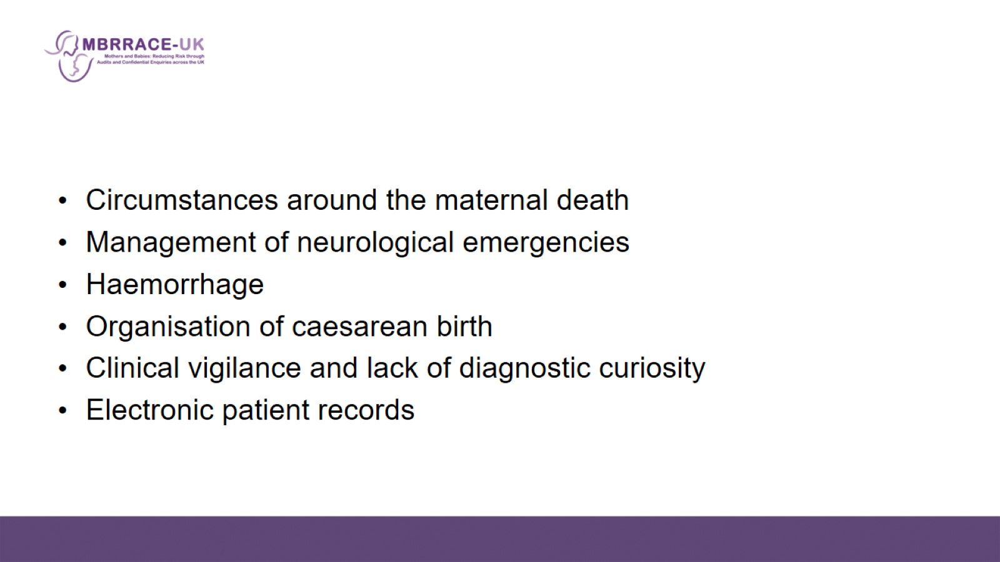 MBRRACE-UK
Mothers and Babies: Reducing Risk through
Audits and Confidential Enquiries across the UK
• Circumstances around the maternal death
• Management of neurological emergencies
• Haemorrhage
• Organisation of caesarean birth
• Clinical vigilance and lack of diagnostic curiosity
• Electronic patient records